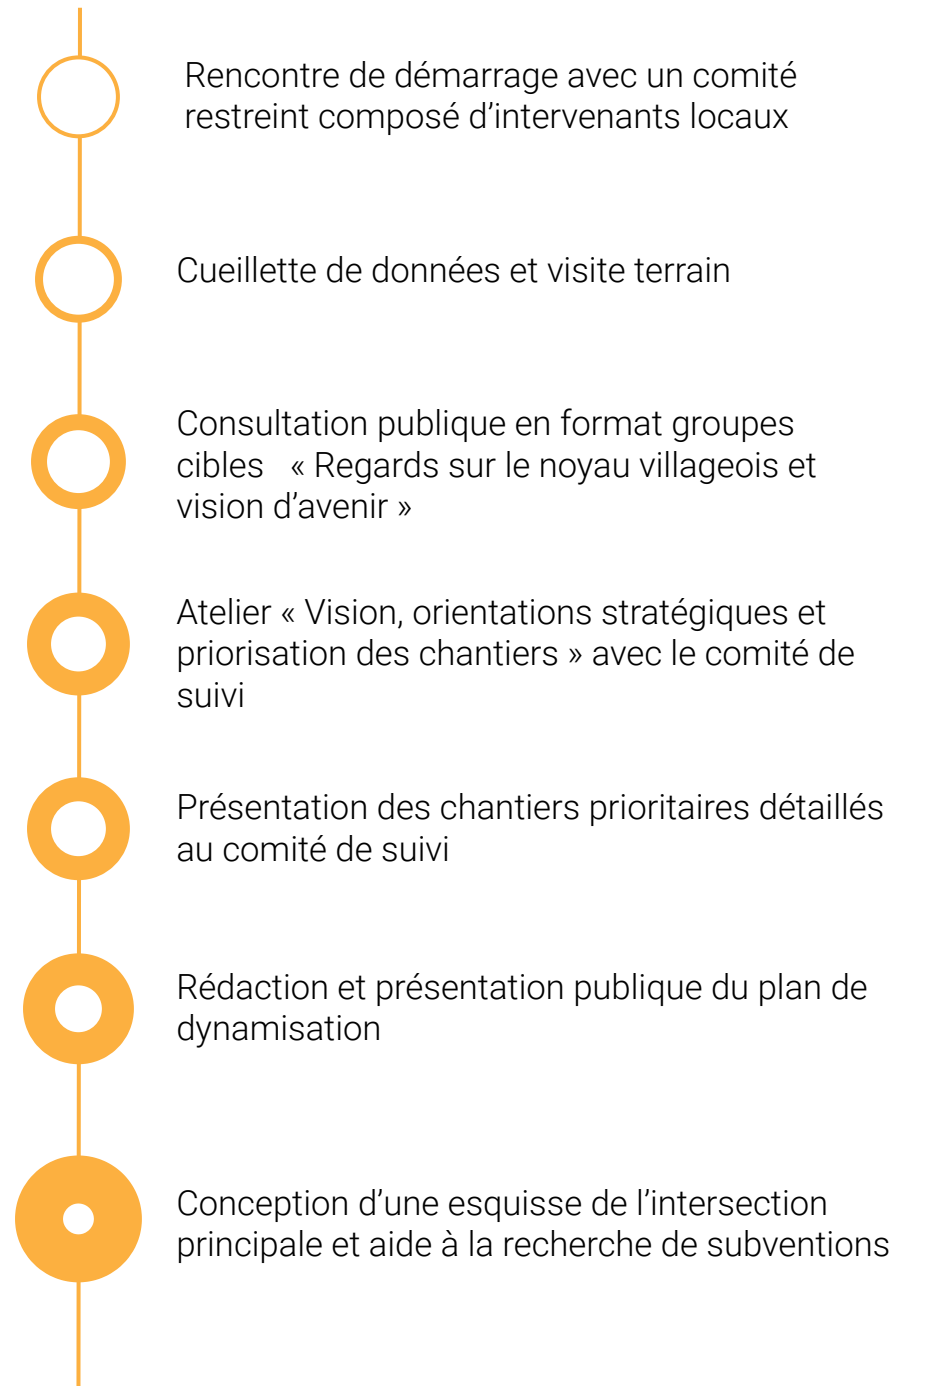 Rencontre de démarrage avec un comité
restreint composé d’intervenants locaux
Cueillette de données et visite terrain
Consultation publique en format groupes
cibles « Regards sur le noyau villageois et
vision d’avenir »
Atelier « Vision, orientations stratégiques et
priorisation des chantiers » avec le comité de
suivi
Présentation des chantiers prioritaires détaillés
au comité de suivi
Rédaction et présentation publique du plan de
dynamisation
Conception d’une esquisse de l’intersection
principale et aide à la recherche de subventions